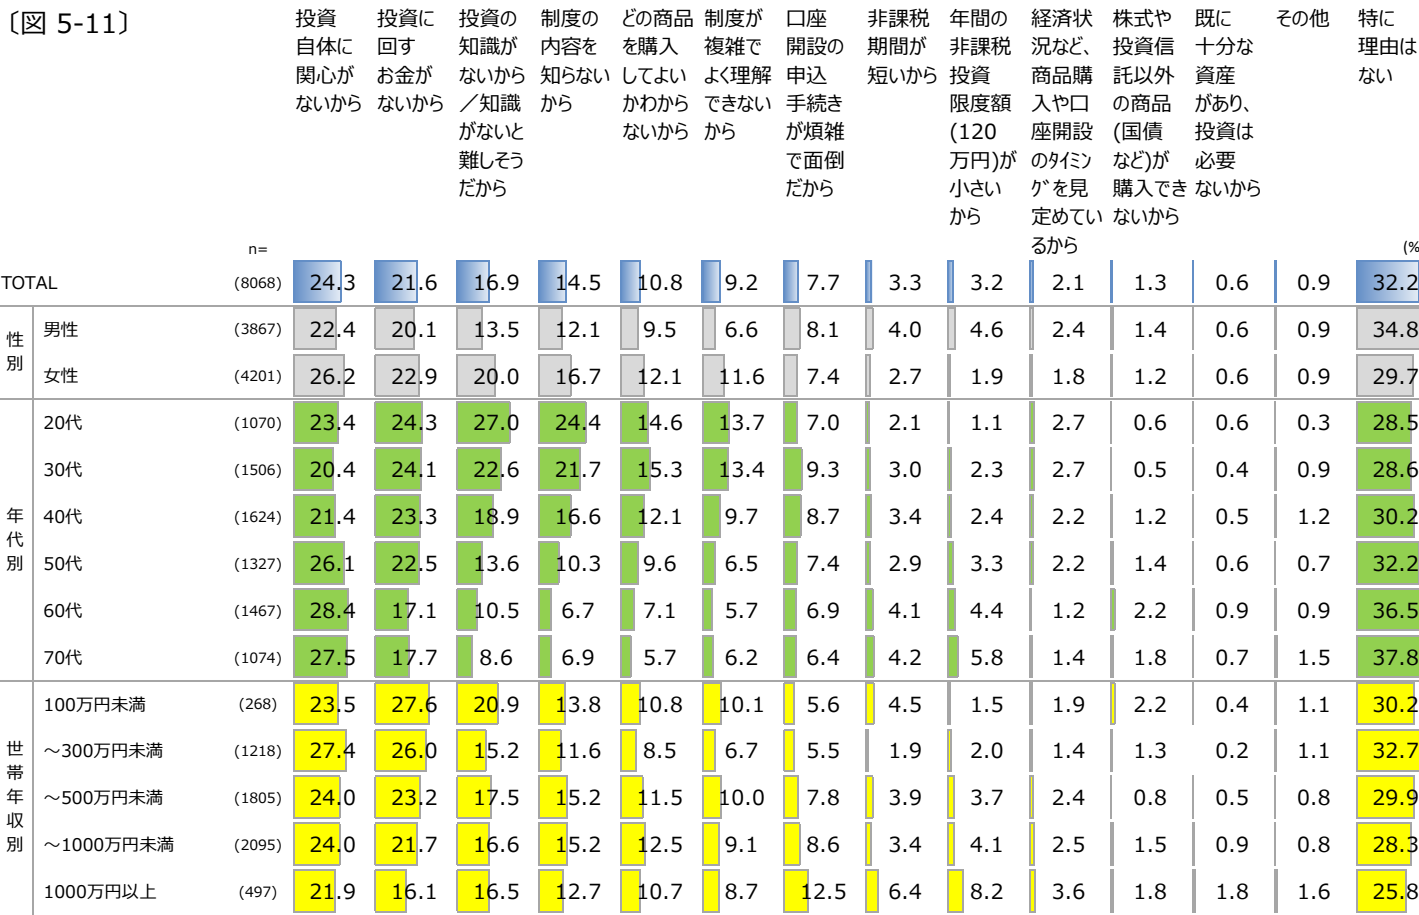 〔図 5-11〕
投資
自体に
関心が
ないから
投資に
回す
お金が
ないから
投資の
知識が
ないから
／知識
がないと
難しそう
だから
制度の
内容を
知らない
から
どの商品
を購入
してよい
かわから
ないから
制度が
複雑で
よく理解
できない
から
口座
開設の
申込
手続き
が煩雑
で面倒
だから
非課税
期間が
短いから
年間の
非課税
投資
限度額
(120
万円)が
小さい
から
経済状
況など、
商品購
入や口
座開設
のﾀｲﾐﾝ
ｸﾞを見
定めてい
るから
株式や
投資信
託以外
の商品
(国債
など)が
購入でき
ないから
既に
十分な
資産
があり、
投資は
必要
ないから
その他
特に
理由は
ない
n=
(%
TOTAL (8068) 24.3 21.6 16.9 14.5 10.8 9.2 7.7 3.3 3.2 2.1 1.3 0.6 0.9 32.2
性別
男性 (3867) 22.4 20.1 13.5 12.1 9.5 6.6 8.1 4.0 4.6 2.4 1.4 0.6 0.9 34.8
女性 (4201) 26.2 22.9 20.0 16.7 12.1 11.6 7.4 2.7 1.9 1.8 1.2 0.6 0.9 29.7
年代別
20代 (1070) 23.4 24.3 27.0 24.4 14.6 13.7 7.0 2.1 1.1 2.7 0.6 0.6 0.3 28.5
30代 (1506) 20.4 24.1 22.6 21.7 15.3 13.4 9.3 3.0 2.3 2.7 0.5 0.4 0.9 28.6
40代 (1624) 21.4 23.3 18.9 16.6 12.1 9.7 8.7 3.4 2.4 2.2 1.2 0.5 1.2 30.2
50代 (1327) 26.1 22.5 13.6 10.3 9.6 6.5 7.4 2.9 3.3 2.2 1.4 0.6 0.7 32.2
60代 (1467) 28.4 17.1 10.5 6.7 7.1 5.7 6.9 4.1 4.4 1.2 2.2 0.9 0.9 36.5
70代 (1074) 27.5 17.7 8.6 6.9 5.7 6.2 6.4 4.2 5.8 1.4 1.8 0.7 1.5 37.8
世帯年収別
100万円未満 (268) 23.5 27.6 20.9 13.8 10.8 10.1 5.6 4.5 1.5 1.9 2.2 0.4 1.1 30.2
～300万円未満 (1218) 27.4 26.0 15.2 11.6 8.5 6.7 5.5 1.9 2.0 1.4 1.3 0.2 1.1 32.7
～500万円未満 (1805) 24.0 23.2 17.5 15.2 11.5 10.0 7.8 3.9 3.7 2.4 0.8 0.5 0.8 29.9
～1000万円未満 (2095) 24.0 21.7 16.6 15.2 12.5 9.1 8.6 3.4 4.1 2.5 1.5 0.9 0.8 28.3
1000万円以上 (497) 21.9 16.1 16.5 12.7 10.7 8.7 12.5 6.4 8.2 3.6 1.8 1.8 1.6 25.8